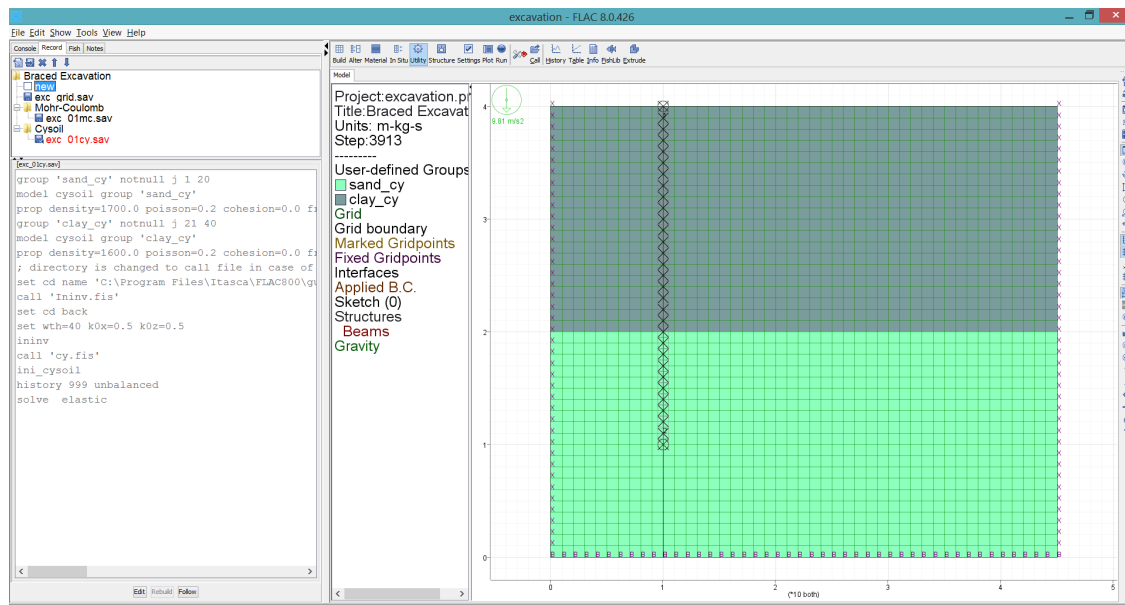 excavation - FLAC 8.0.426
File Edit Show Tools View Help
Console Record Fish Notes
Braced Excavation
new
exc_grid.sav
Mohr-Coulomb
exc_01mc.sav
Cysoil
exc_01cy.sav
[exc_01cy.sav]
group 'sand_cy' notnull j 1 20
model cysoil group 'sand_cy'
prop density=1700.0 poisson=0.2 cohesion=0.0 fr
group 'clay_cy' notnull j 21 40
model cysoil group 'clay_cy'
prop density=1600.0 poisson=0.2 cohesion=0.0 fr
; directory is changed to call file in case of
set cd name 'C:\Program Files\Itasca\FLAC800\gu
call 'Ininv.fis'
set cd back
set wth=40 k0x=0.5 k0z=0.5
ininv
call 'cy.fis'
ini_cysoil
history 999 unbalanced
solve elastic
Edit Rebuild Follow
Build Alter Material In Situ Utility Structure Settings Plot Run Call History Table Info FishLib Extrude
Model
Project:excavation.pr
Title:Braced Excavat
Units: m-kg-s
Step:3913
---------
User-defined Groups
sand_cy
clay_cy
Grid
Grid boundary
Marked Gridpoints
Fixed Gridpoints
Interfaces
Applied B.C.
Sketch (0)
Structures
Beams
Gravity
9.81 m/s2
4
3
2
1
0
0 1 2 3 4 5
(*10 both)